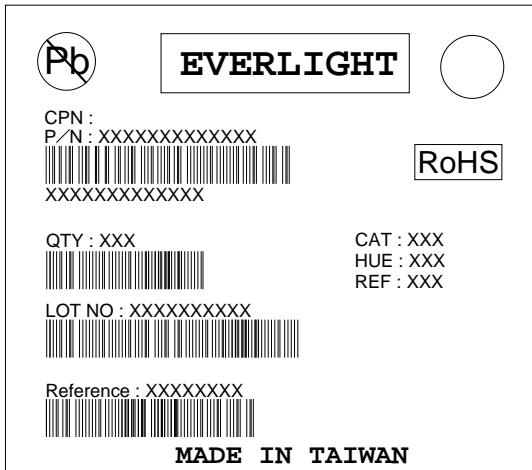 Pb
EVERLIGHT
CPN :
P/N : XXXXXXXXXXXXX
XXXXXXXXXXXXX
RoHS
QTY : XXX
CAT : XXX
HUE : XXX
REF : XXX
LOT NO : XXXXXXXXXX
Reference : XXXXXXXX
MADE IN TAIWAN